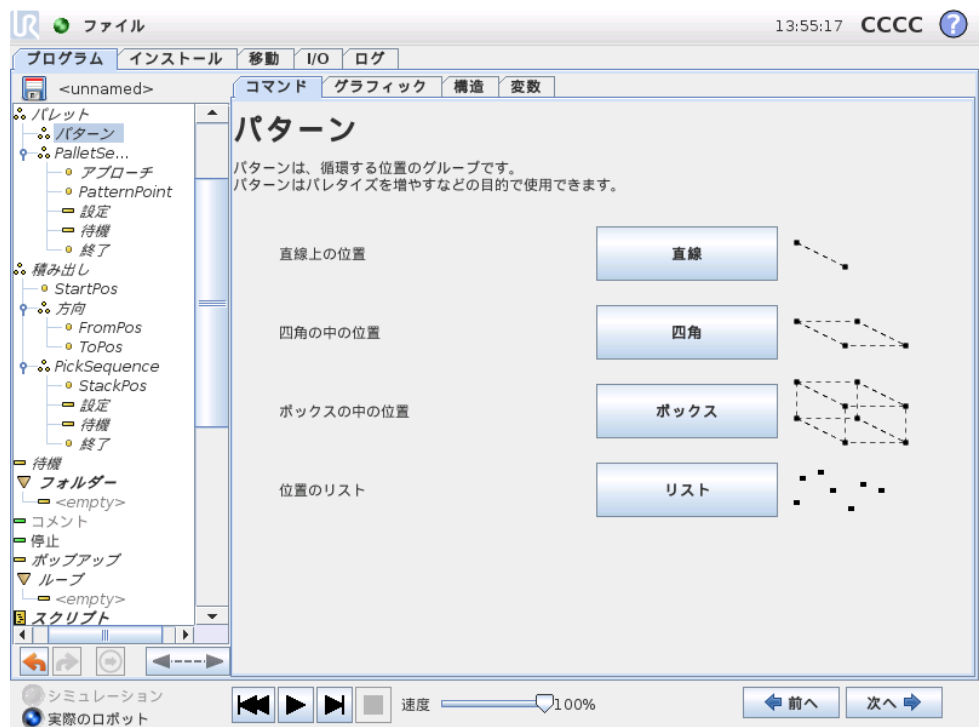 UR ファイル 13:55:17 CCCC ?
プログラム インストール 移動 I/O ログ
<unnamed>
コマンド グラフィック 構造 変数
パレット
パターン
PalletSe...
アプローチ
PatternPoint
設定
待機
終了
積み出し
StartPos
方向
FromPos
ToPos
PickSequence
StackPos
設定
待機
終了
待機
フォルダー
<empty>
コメント
停止
ポップアップ
ループ
<empty>
スクリプト
パターン
パターンは、循環する位置のグループです。
パターンはパレタイズを増やすなどの目的で使用できます。
直線上の位置 直線
四角の中の位置 四角
ボックスの中の位置 ボックス
位置のリスト リスト
シミュレーション
実際のロボット
速度 100%
前へ 次へ